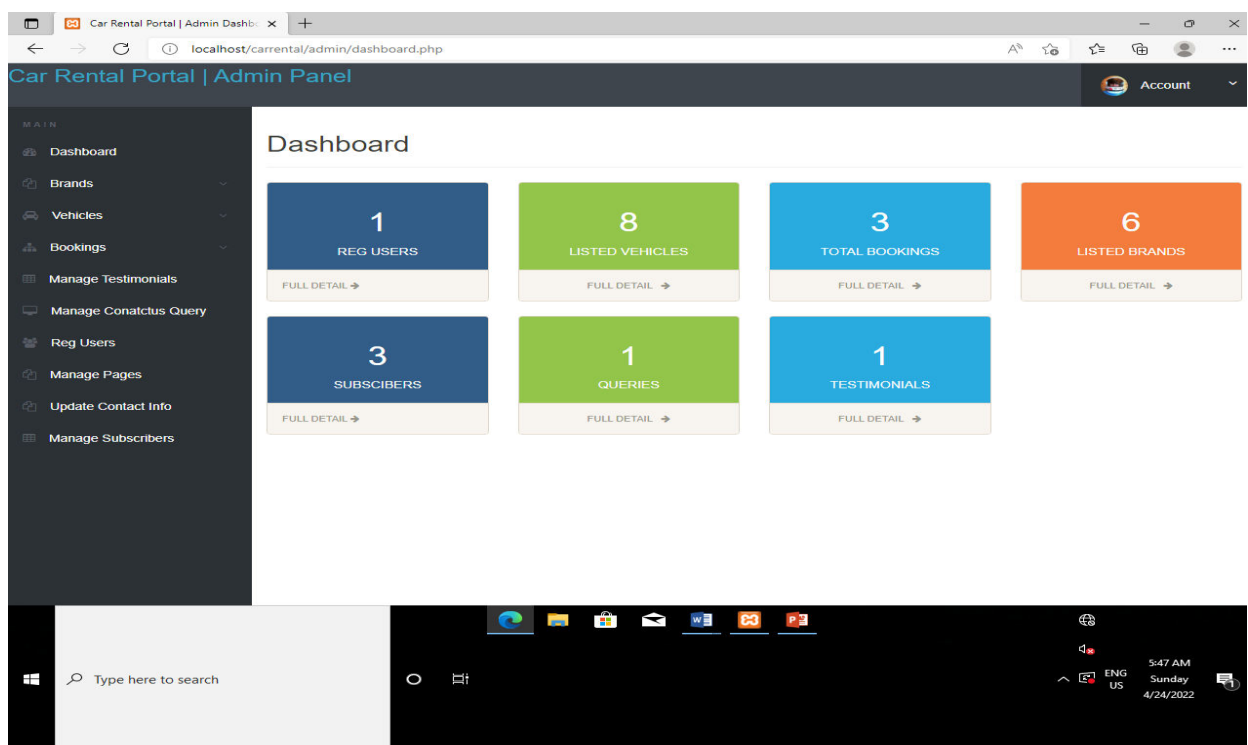 Car Rental Portal | Admin Dashbo
localhost/carrental/admin/dashboard.php
Car Rental Portal | Admin Panel
Account
MAIN
Dashboard
Brands
Vehicles
Bookings
Manage Testimonials
Manage Conatctus Query
Reg Users
Manage Pages
Update Contact Info
Manage Subscribers
Dashboard
1
REG USERS
FULL DETAIL
8
LISTED VEHICLES
FULL DETAIL
3
TOTAL BOOKINGS
FULL DETAIL
6
LISTED BRANDS
FULL DETAIL
3
SUBSCIBERS
FULL DETAIL
1
QUERIES
FULL DETAIL
1
TESTIMONIALS
FULL DETAIL
Type here to search
ENG
US
5:47 AM
Sunday
4/24/2022
1